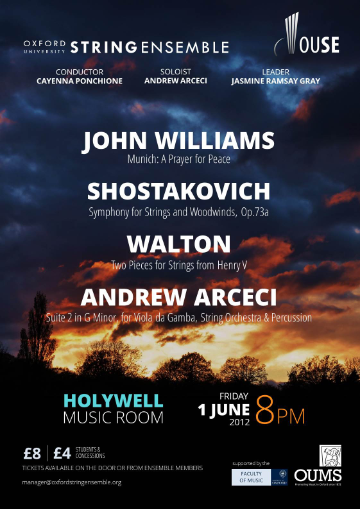 OXFORD UNIVERSITY STRINGENSEMBLE
OUSE
CONDUCTOR
CAYENNA PONCHIONE
SOLOIST
ANDREW ARCECI
LEADER
JASMINE RAMSAY GRAY
JOHN WILLIAMS
Munich: A Prayer for Peace
SHOSTAKOVICH
Symphony for Strings and Woodwinds, Op.73a
WALTON
Two Pieces for Strings from Henry V
ANDREW ARCECI
Suite 2 in G Minor, for Viola da Gamba, String Orchestra & Percussion
HOLYWELL
MUSIC ROOM
FRIDAY
1 JUNE
2012
8PM
£8 | £4 STUDENTS & CONCESSIONS
TICKETS AVAILABLE ON THE DOOR OR FROM ENSEMBLE MEMBERS
manager@oxfordstringensemble.org
supported by the
FACULTY
OF MUSIC
OUMS